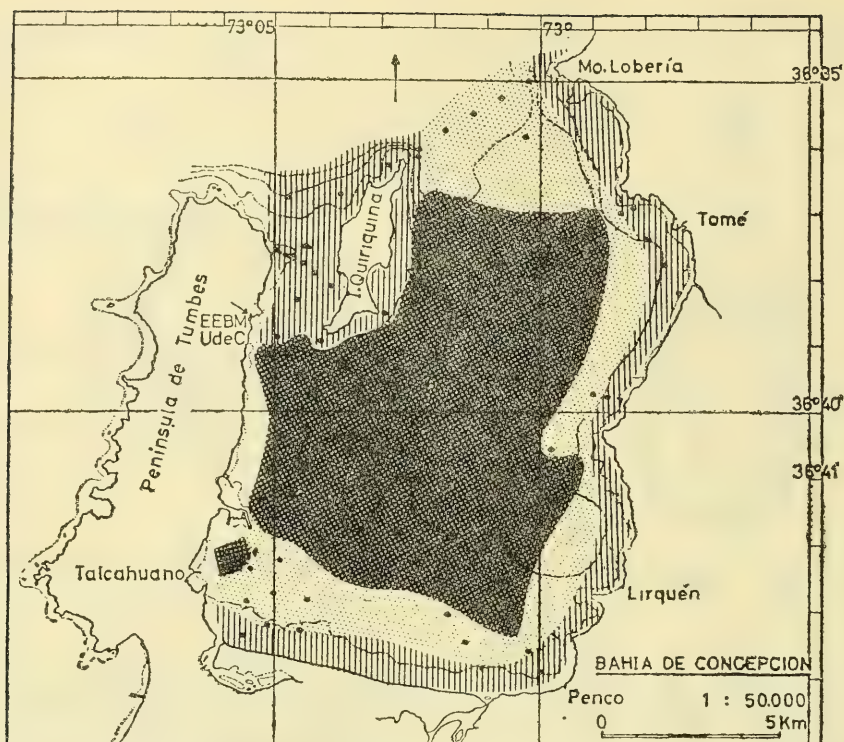 73°05
73°
Mo. Lobería
36°35'
I. Quiriquina
Tomé
EEBM
UdeC
Península de Tumbes
36°40
36°41'
Talcahuano
Lirquén
BAHIA DE CONCEPCION
Penco
1 : 50.000
0 5Km